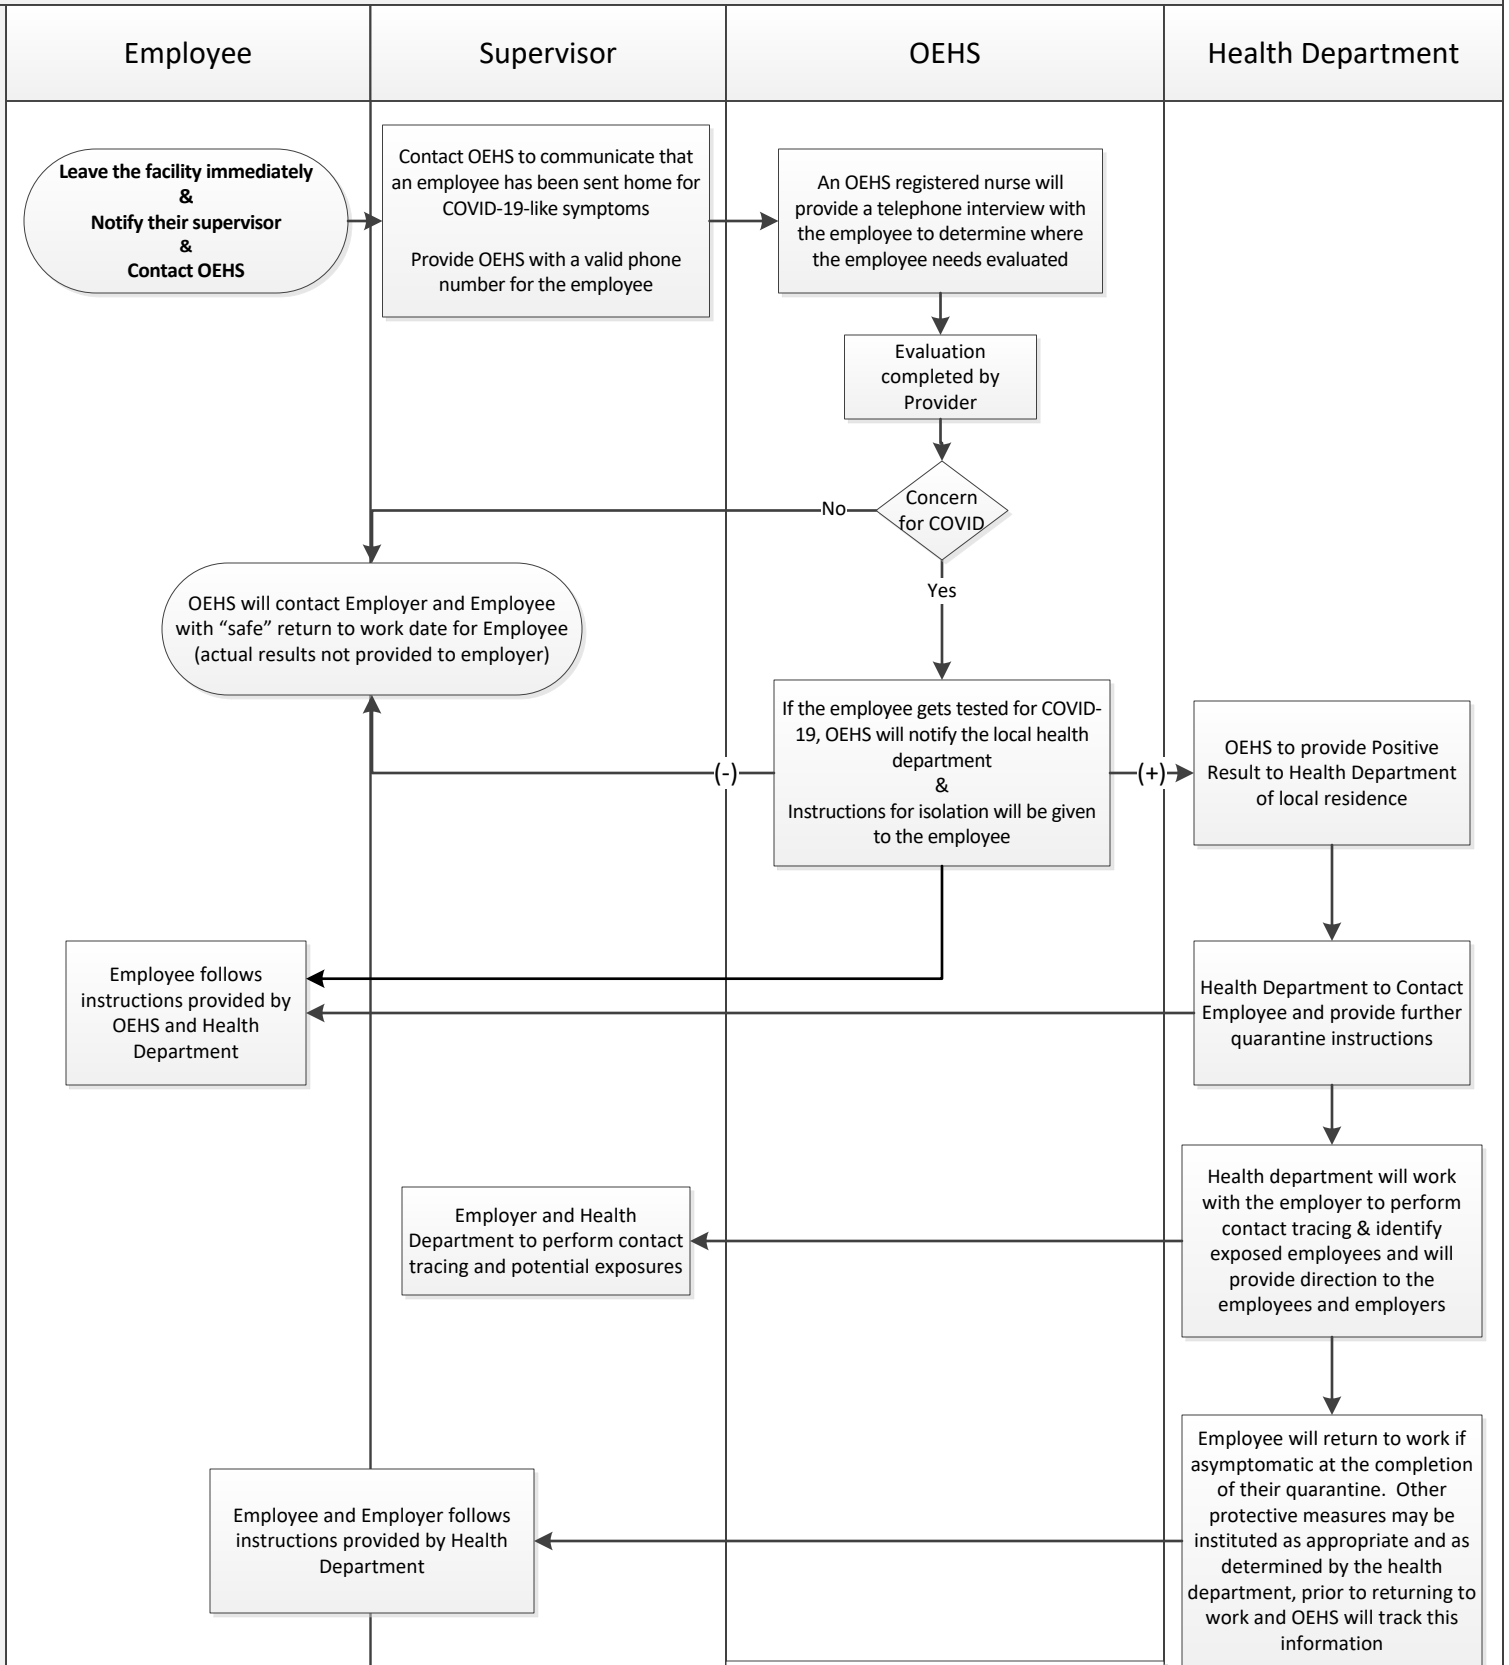 Employee
Supervisor
OEHS
Health Department
Leave the facility immediately
&
Notify their supervisor
&
Contact OEHS
Contact OEHS to communicate that
an employee has been sent home for
COVID-19-like symptoms
Provide OEHS with a valid phone
number for the employee
An OEHS registered nurse will
provide a telephone interview with
the employee to determine where
the employee needs evaluated
Evaluation
completed by
Provider
Concern
for COVID
No
Yes
OEHS will contact Employer and Employee
with “safe” return to work date for Employee
(actual results not provided to employer)
If the employee gets tested for COVID-
19, OEHS will notify the local health
department
&
Instructions for isolation will be given
to the employee
(-)
(+)
OEHS to provide Positive
Result to Health Department
of local residence
Employee follows
instructions provided by
OEHS and Health
Department
Health Department to Contact
Employee and provide further
quarantine instructions
Employer and Health
Department to perform contact
tracing and potential exposures
Health department will work
with the employer to perform
contact tracing & identify
exposed employees and will
provide direction to the
employees and employers
Employee and Employer follows
instructions provided by Health
Department
Employee will return to work if
asymptomatic at the completion
of their quarantine.  Other
protective measures may be
instituted as appropriate and as
determined by the health
department, prior to returning to
work and OEHS will track this
information